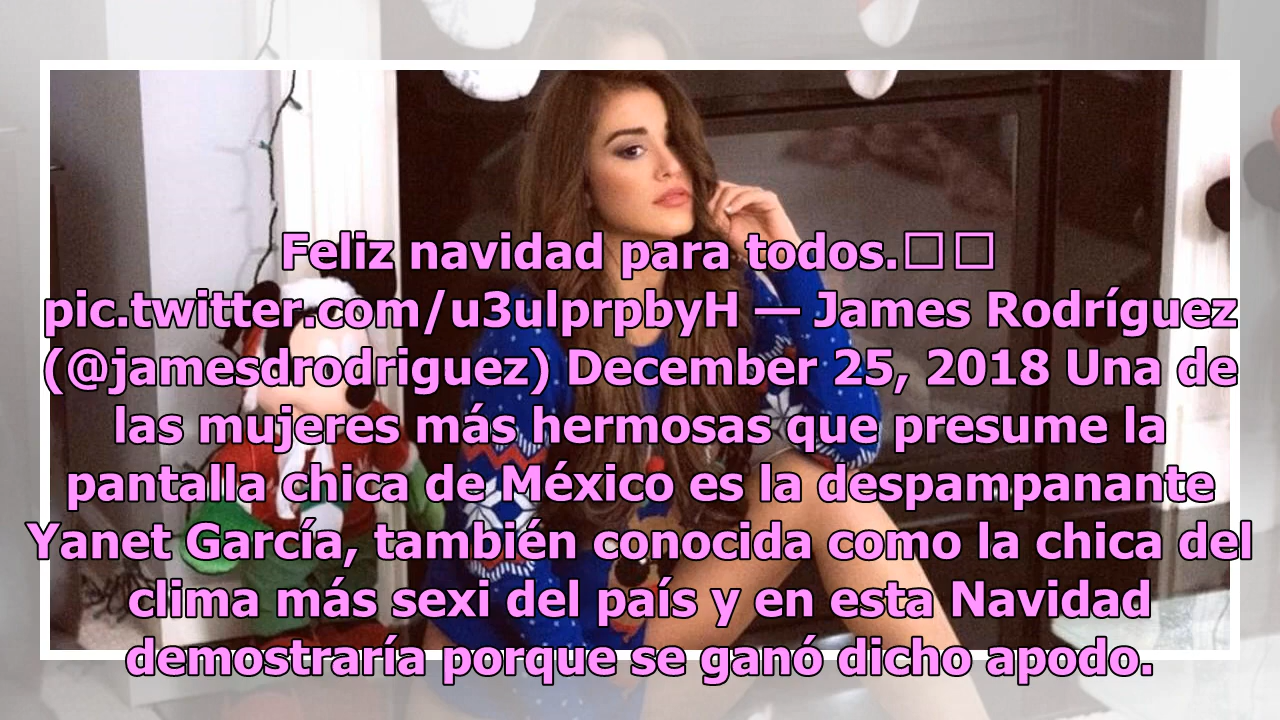 Feliz navidad para todos.□□
pic.twitter.com/u3ulprpbyH — James Rodríguez
(@jamesdrodriguez) December 25, 2018 Una de
las mujeres más hermosas que presume la
pantalla chica de México es la despampanante
Yanet García, también conocida como la chica del
clima más sexi del país y en esta Navidad
demostraría porque se ganó dicho apodo.